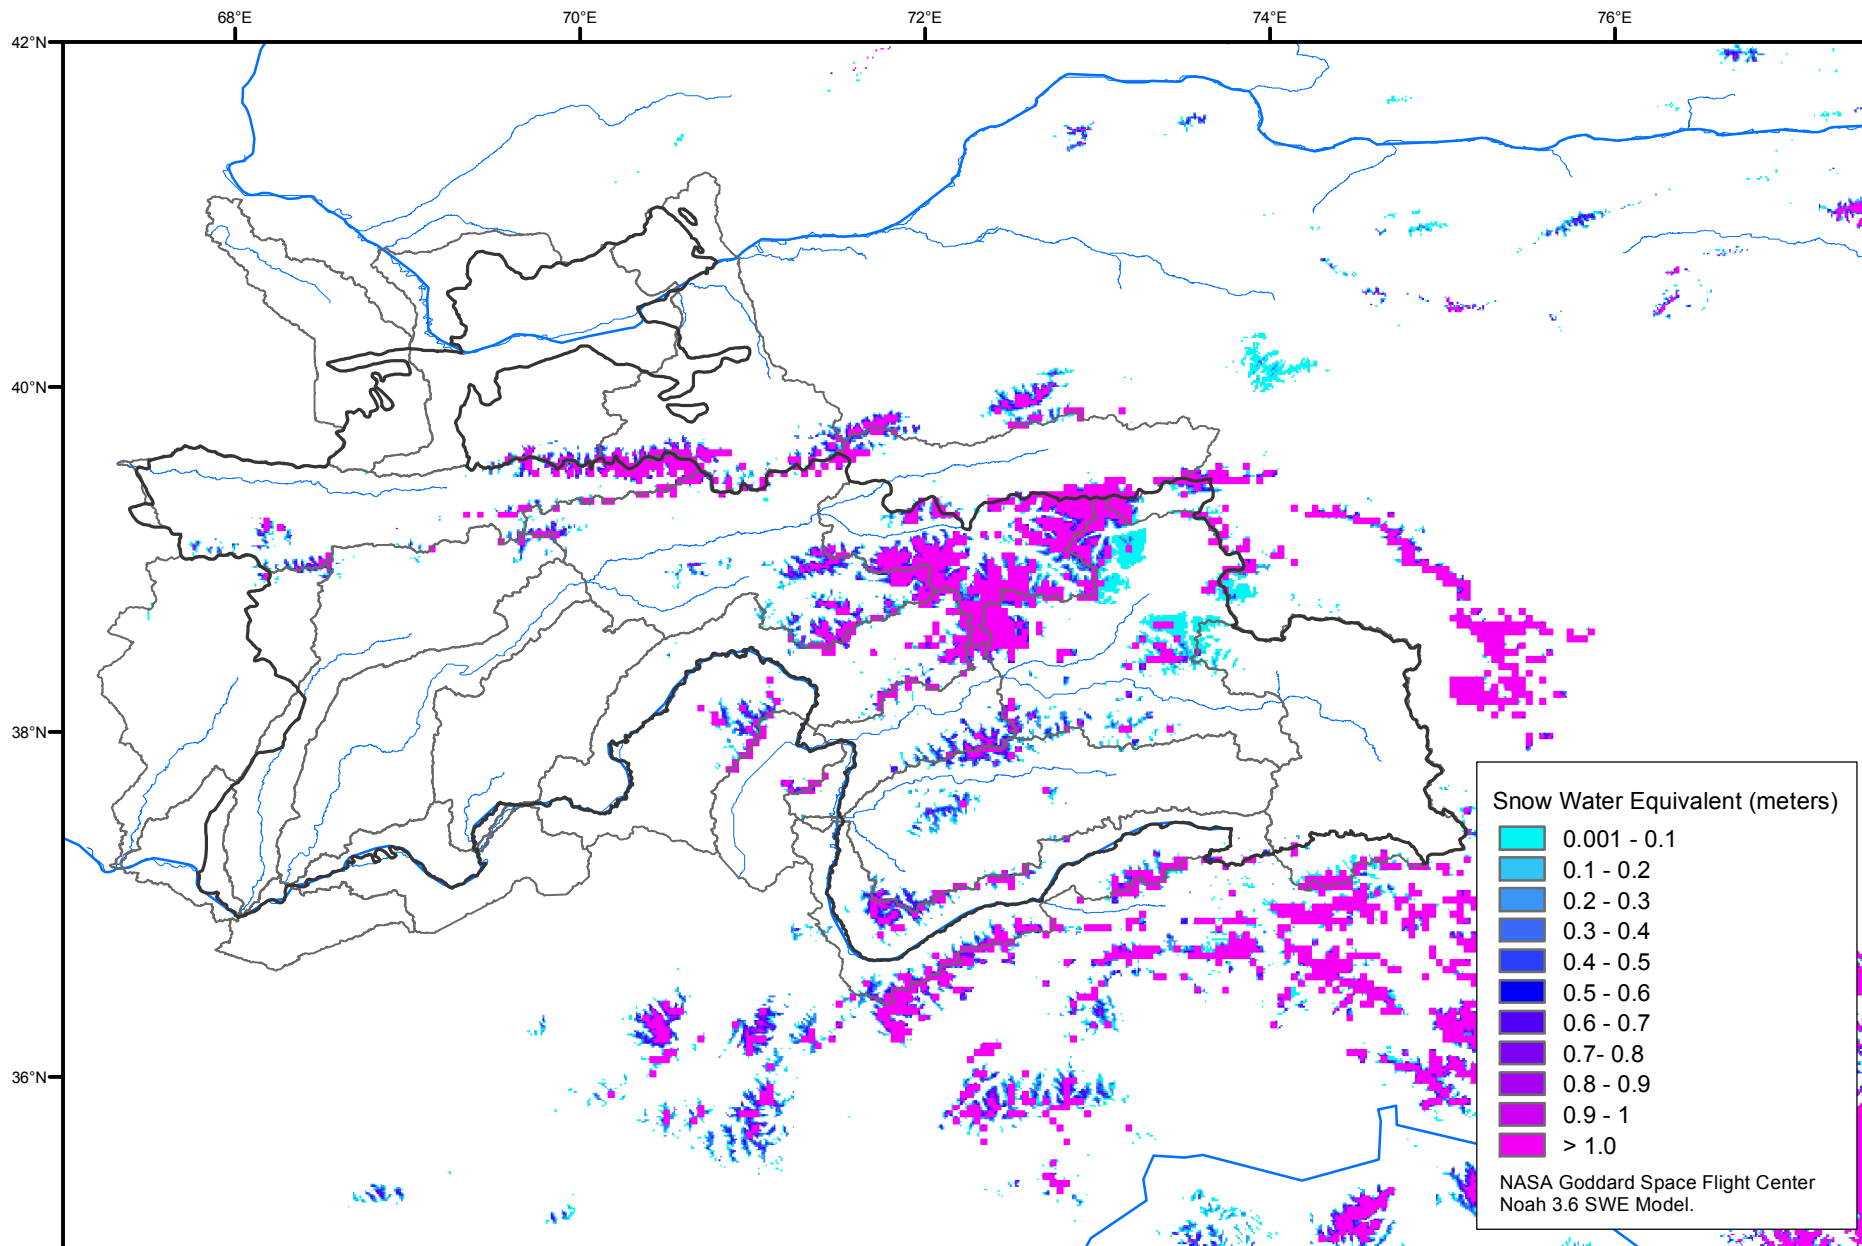 68°E 70°E 72°E 74°E 76°E
42°N
40°N
38°N
36°N
Snow Water Equivalent (meters)
0.001 - 0.1
0.1 - 0.2
0.2 - 0.3
0.3 - 0.4
0.4 - 0.5
0.5 - 0.6
0.6 - 0.7
0.7- 0.8
0.8 - 0.9
0.9 - 1
> 1.0
NASA Goddard Space Flight Center
Noah 3.6 SWE Model.